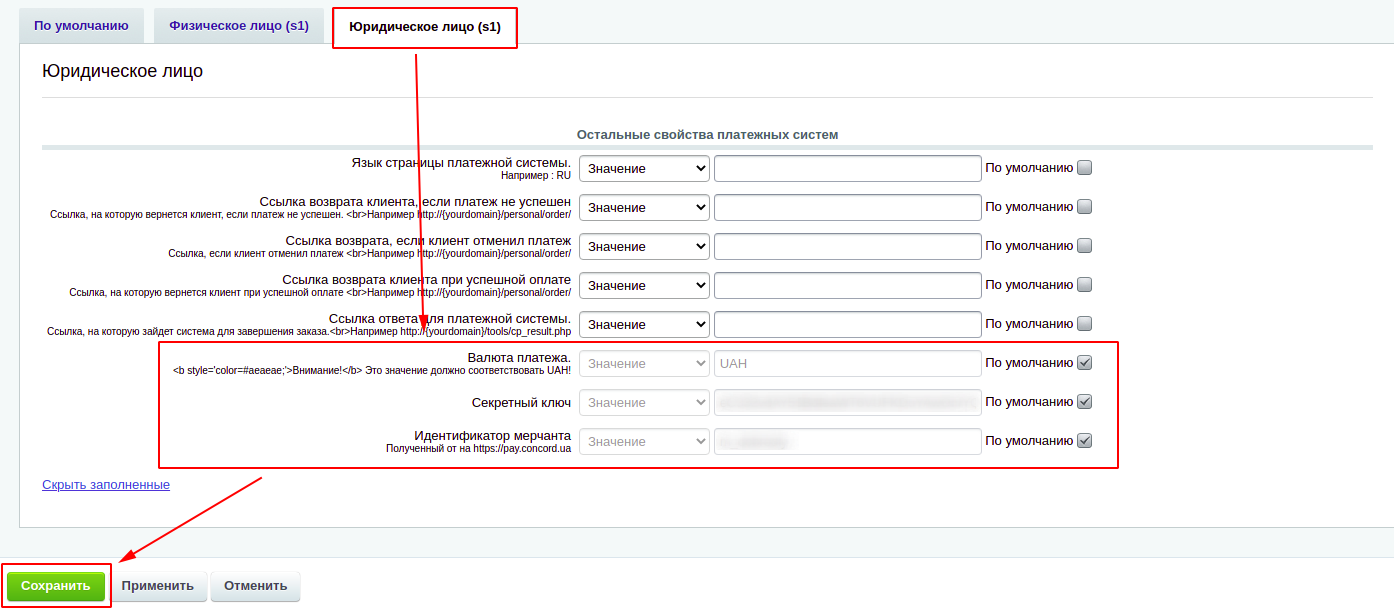 По умолчанию Физическое лицо (s1) Юридическое лицо (s1)
Юридическое лицо
Остальные свойства платежных систем
Язык страницы платежной системы. Значение По умолчанию
Например : RU
Ссылка возврата клиента, если платеж не успешен Значение По умолчанию
Ссылка, на которую вернется клиент, если платеж не успешен. <br>Например http://{yourdomain}/personal/order/
Ссылка возврата, если клиент отменил платеж Значение По умолчанию
Ссылка, если клиент отменил платеж <br>Например http://{yourdomain}/personal/order/
Ссылка возврата клиента при успешной оплате Значение По умолчанию
Ссылка, на которую вернется клиент при успешной оплате <br>Например http://{yourdomain}/personal/order/
Ссылка ответа для платежной системы. Значение По умолчанию
Ссылка, на которую зайдет система для завершения заказа.<br>Например http://{yourdomain}/tools/cp_result.php
Валюта платежа. Значение UAH По умолчанию
<b style='color=#aeaeae;'>Внимание!</b> Это значение должно соответствовать UAH!
Секретный ключ Значение По умолчанию
Идентификатор мерчанта Значение По умолчанию
Полученный от на https://pay.concord.ua
Скрыть заполненные
Сохранить Применить Отменить